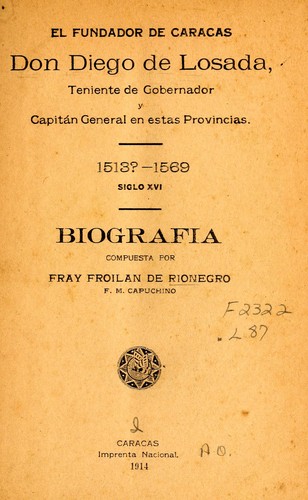 EL FUNDADOR DE CARACAS
Don Diego de Losada,
Teniente de Gobernador
y
Capitán General en estas Provincias.
1513?—1569
SIGLO XVI
BIOGRAFIA
COMPUESTA POR
FRAY FROILAN DE RIONEGRO
F. M. CAPUCHINO
F2322
L87
2
CARACAS
Imprenta Nacional,
1914
A.O.